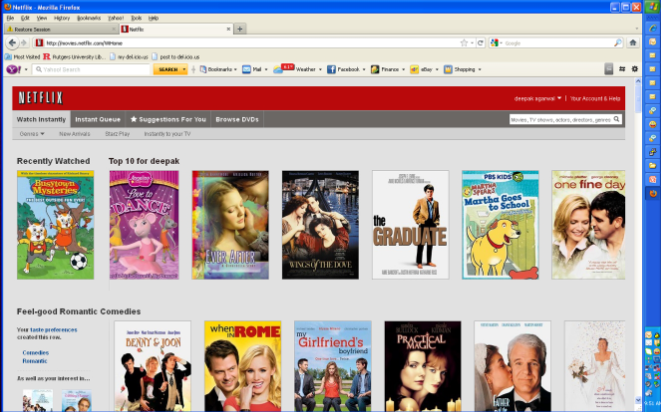 Netflix - Mozilla Firefox
File Edit View History Bookmarks Yahoo! Tools Help
Restore Session
Netflix
http://movies.netflix.com/WiHome
Google
Most Visited Rutgers University Lib... my del.icio.us post to del.icio.us
Yahoo! Search SEARCH Bookmarks Mail Weather Facebook Finance eBay Shopping
NETFLIX
deepak agarwal Your Account & Help
Watch Instantly Instant Queue Suggestions For You Browse DVDs
Movies, TV shows, actors, directors, genres
Genres New Arrivals Starz Play Instantly to your TV
Recently Watched Top 10 for deepak
BUSYTOWN MYSTERIES
Love to DANCE
EVER AFTER
WINGS OF THE DOVE
the GRADUATE
PBS KIDS
MARTHA SPEAKS
Martha Goes to School
one fine day
Feel-good Romantic Comedies
Your taste preferences
created this row.
Comedies
Romantic
As well as your interest in...
BENNY & JOON
when in ROME
my Girlfriend's boyfriend
PRACTICAL MAGIC